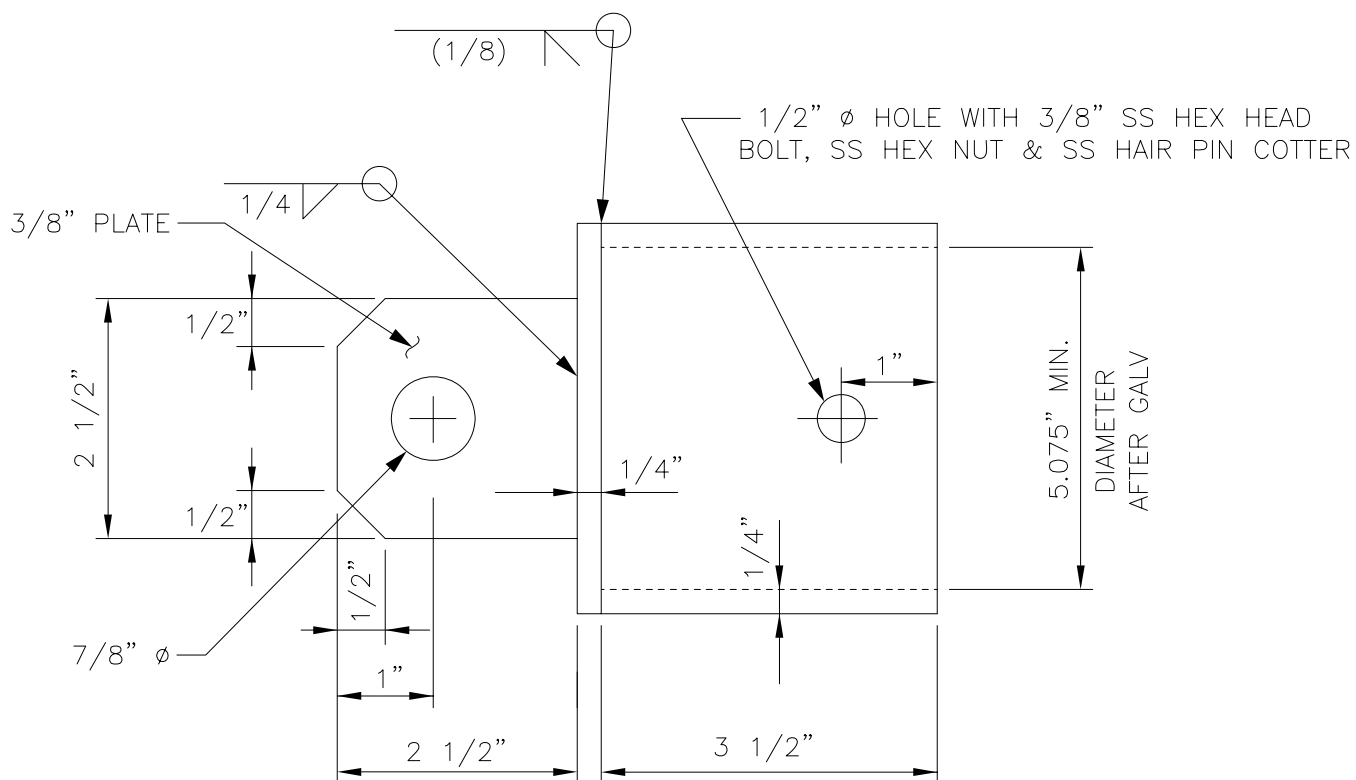 (1/8)
1/2” ø HOLE WITH 3/8” SS HEX HEAD
BOLT, SS HEX NUT & SS HAIR PIN COTTER
1/4
3/8” PLATE
1/2”
2 1/2”
1/2”
1/2”
7/8” ø
1”
2 1/2”
3 1/2”
1/4”
1/4”
1”
5.075” MIN.
DIAMETER
AFTER GALV